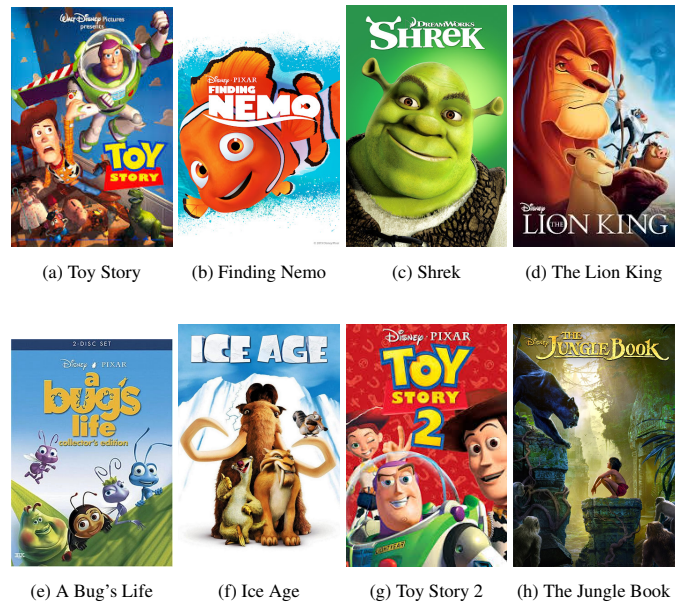 Walt Disney Pictures
presents
TOY
STORY
Disney · PIXAR
FINDING
NEMO
DREAMWORKS
SHREK
Disney
THE
LION KING
(a) Toy Story
(b) Finding Nemo
(c) Shrek
(d) The Lion King
2-DISC SET
Disney PIXAR
a
bug's
life
collector's edition
ICE AGE
Disney · PIXAR
TOY
STORY
2
Disney
THE
JUNGLE BOOK
(e) A Bug's Life
(f) Ice Age
(g) Toy Story 2
(h) The Jungle Book